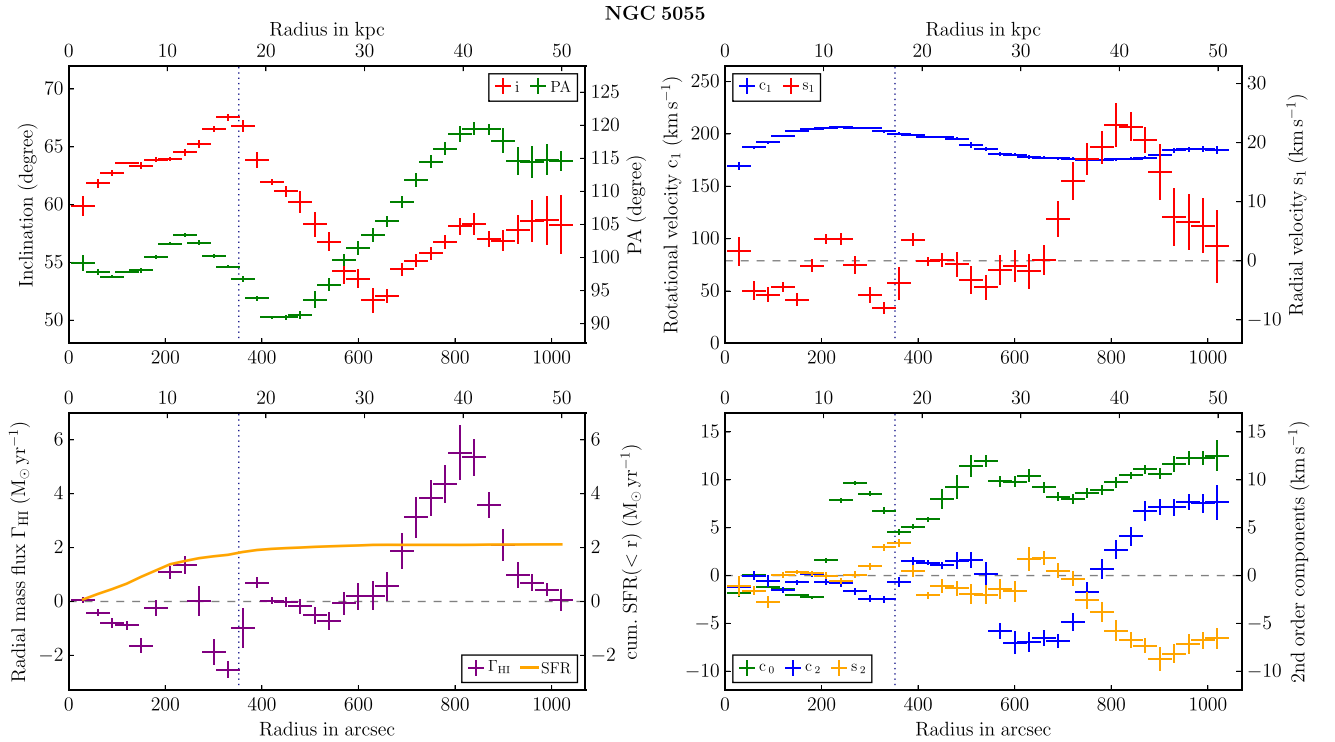 NGC 5055
Radius in kpc
0 10 20 30 40 50
70
65
60
55
50
Inclination (degree)
i PA
125
120
115
110
105
100
95
90
PA (degree)
0 200 400 600 800 1000
Radius in kpc
0 10 20 30 40 50
250
200
150
100
50
0
Rotational velocity c₁ (km s⁻¹)
c₁ s₁
30
20
10
0
−10
Radial velocity s₁ (km s⁻¹)
0 200 400 600 800 1000
0 10 20 30 40 50
6
4
2
0
−2
Radial mass flux Γ_HI (M_⊙ yr⁻¹)
Γ_HI SFR
6
4
2
0
−2
cum. SFR(< r) (M_⊙ yr⁻¹)
0 200 400 600 800 1000
Radius in arcsec
0 10 20 30 40 50
15
10
5
0
−5
−10
c₀ c₂ s₂
15
10
5
0
−5
−10
2nd order components (km s⁻¹)
0 200 400 600 800 1000
Radius in arcsec